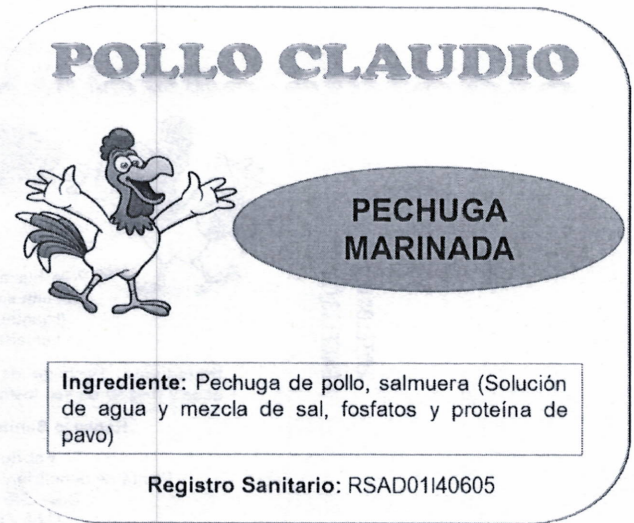 POLLO CLAUDIO
PECHUGA
MARINADA
Ingrediente: Pechuga de pollo, salmuera (Solución
de agua y mezcla de sal, fosfatos y proteína de
pavo)
Registro Sanitario: RSAD01I40605